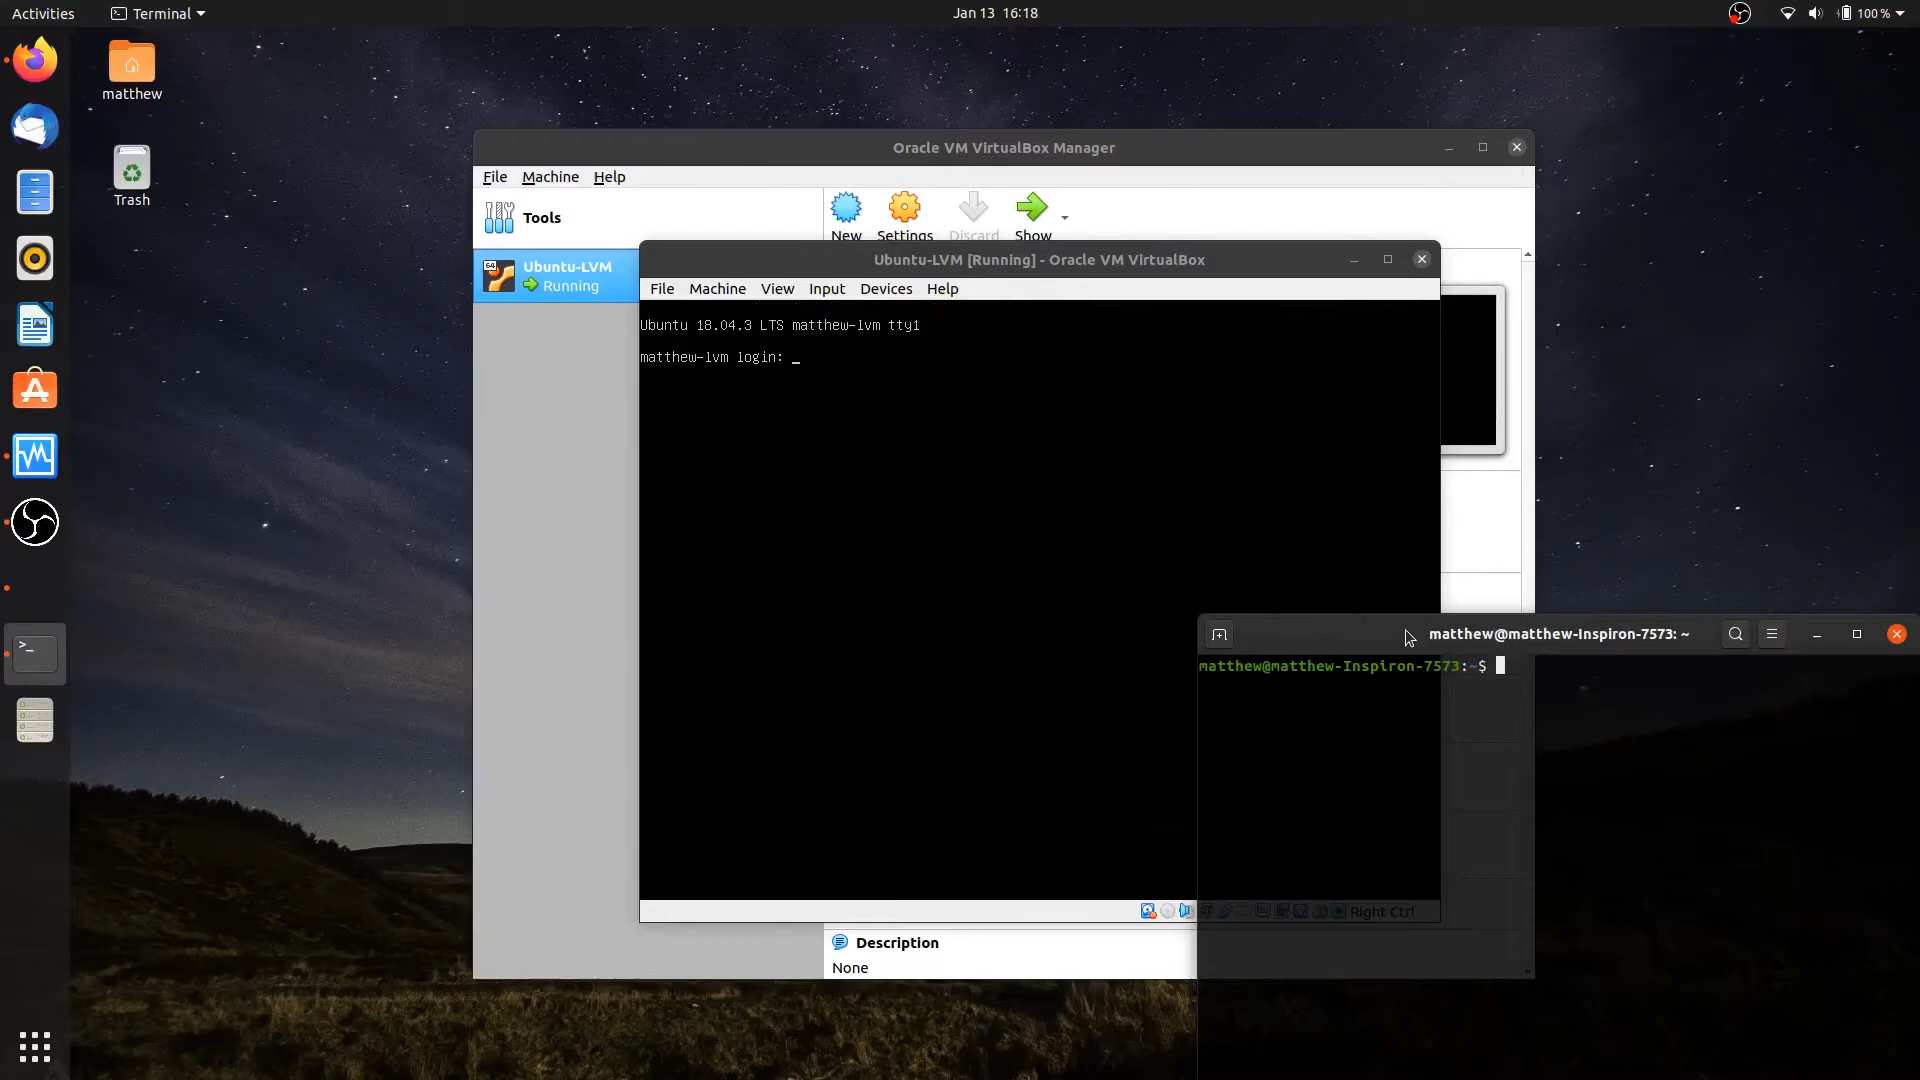 Activities Terminal Jan 13 16:18 100 %
matthew
Trash
Oracle VM VirtualBox Manager
File Machine Help
Tools
New Settings Discard Show
64
Ubuntu-LVM
Running
Ubuntu-LVM [Running] - Oracle VM VirtualBox
File Machine View Input Devices Help
Ubuntu 18.04.3 LTS matthew-lvm tty1
matthew-lvm login: _
matthew@matthew-Inspiron-7573: ~
matthew@matthew-Inspiron-7573:~$
Right Ctrl
Description
None